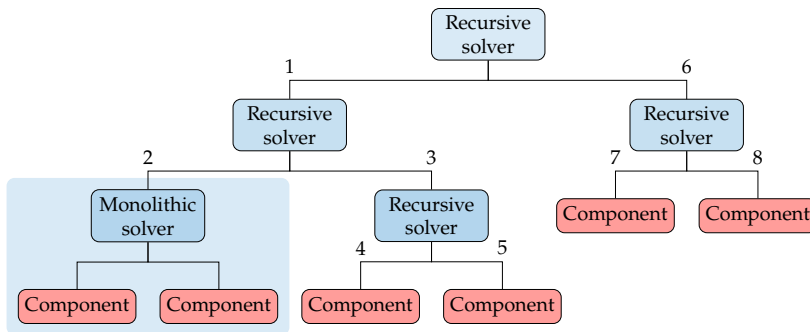 Recursive
solver
1
6
Recursive
solver
Recursive
solver
2
3
7
8
Monolithic
solver
Recursive
solver
Component
Component
4
5
Component
Component
Component
Component